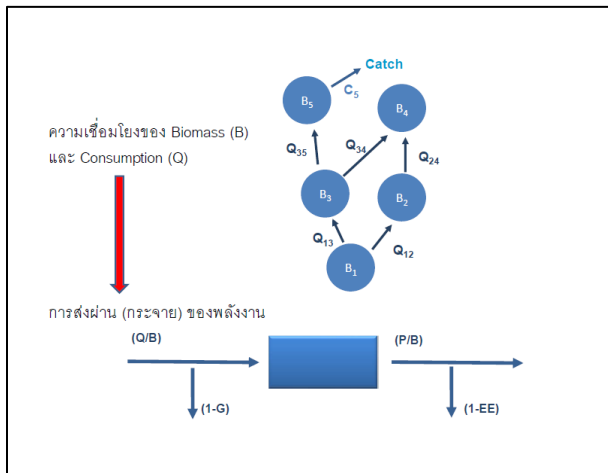 Catch
C5
B5
B4
ความเชื่อมโยงของ Biomass (B)
และ Consumption (Q)
Q35
Q34
Q24
B3
B2
Q13
Q12
B1
การส่งผ่าน (กระจาย) ของพลังงาน
(Q/B)
(P/B)
(1-G)
(1-EE)